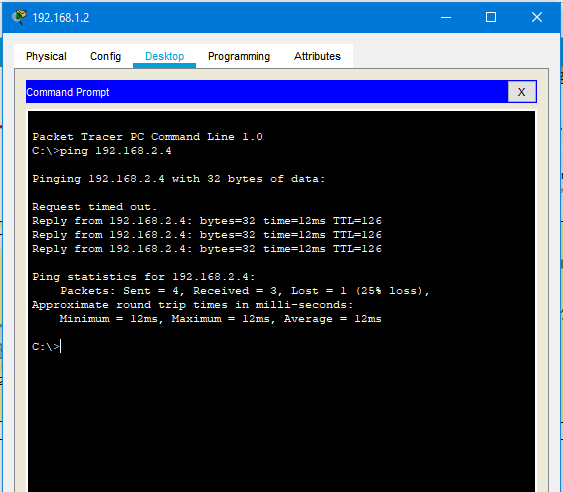 192.168.1.2
Physical Config Desktop Programming Attributes
Command Prompt X
Packet Tracer PC Command Line 1.0
C:\>ping 192.168.2.4
Pinging 192.168.2.4 with 32 bytes of data:
Request timed out.
Reply from 192.168.2.4: bytes=32 time=12ms TTL=126
Reply from 192.168.2.4: bytes=32 time=12ms TTL=126
Reply from 192.168.2.4: bytes=32 time=12ms TTL=126
Ping statistics for 192.168.2.4:
Packets: Sent = 4, Received = 3, Lost = 1 (25% loss),
Approximate round trip times in milli-seconds:
Minimum = 12ms, Maximum = 12ms, Average = 12ms
C:\>